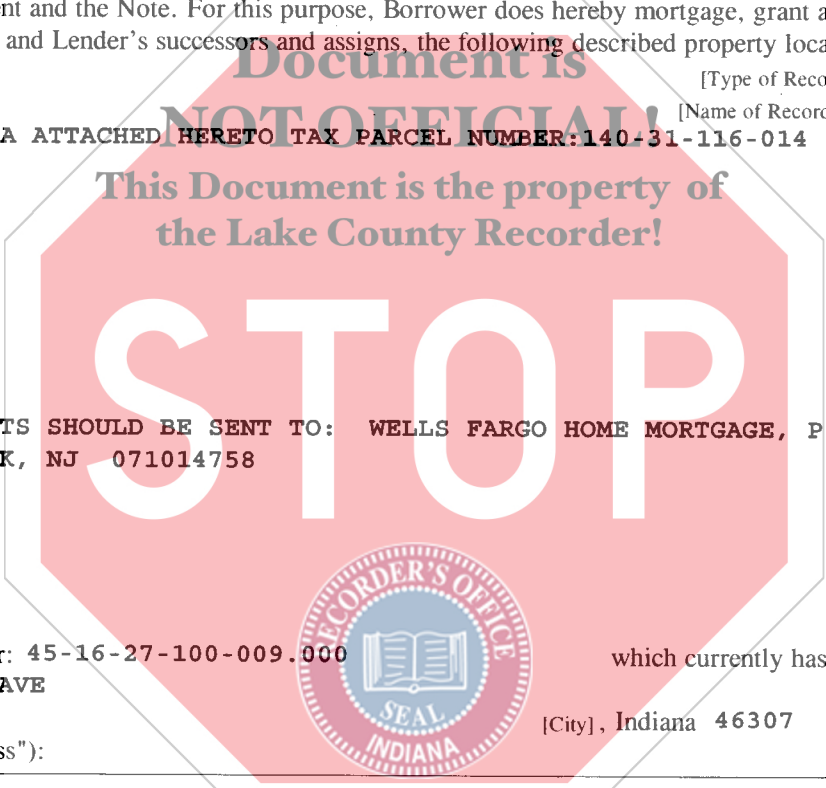 ent and the Note. For this purpose, Borrower does hereby mortgage, grant a
and Lender's successors and assigns, the following described property loca
Document is
[Type of Reco
NOT OFFICIAL!
[Name of Record
A ATTACHED HERETO TAX PARCEL NUMBER:140-31-116-014
This Document is the property of
the Lake County Recorder!
STOP
TS SHOULD BE SENT TO: WELLS FARGO HOME MORTGAGE, P
K, NJ 071014758
RECORDER'S OFFICE
SEAL
INDIANA
r: 45-16-27-100-009.000 which currently has
AVE
[City], Indiana 46307
ss"):